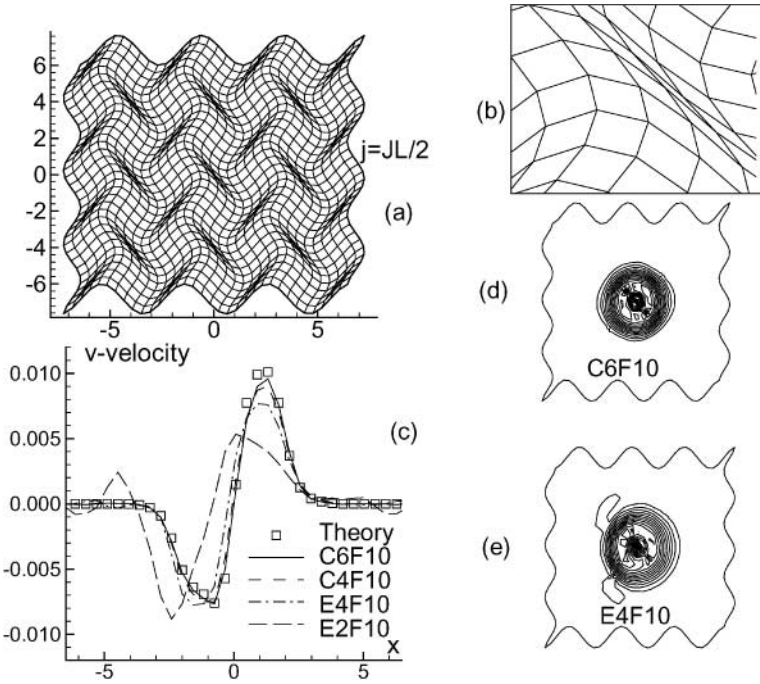 6
4
2
0
-2
-4
-6
-5
0
5
j=JL/2
(a)
(b)
(d)
C6F10
v-velocity
0.010
0.005
0.000
-0.005
-0.010
(c)
Theory
C6F10
C4F10
E4F10
E2F10
x
-5
0
5
(e)
E4F10